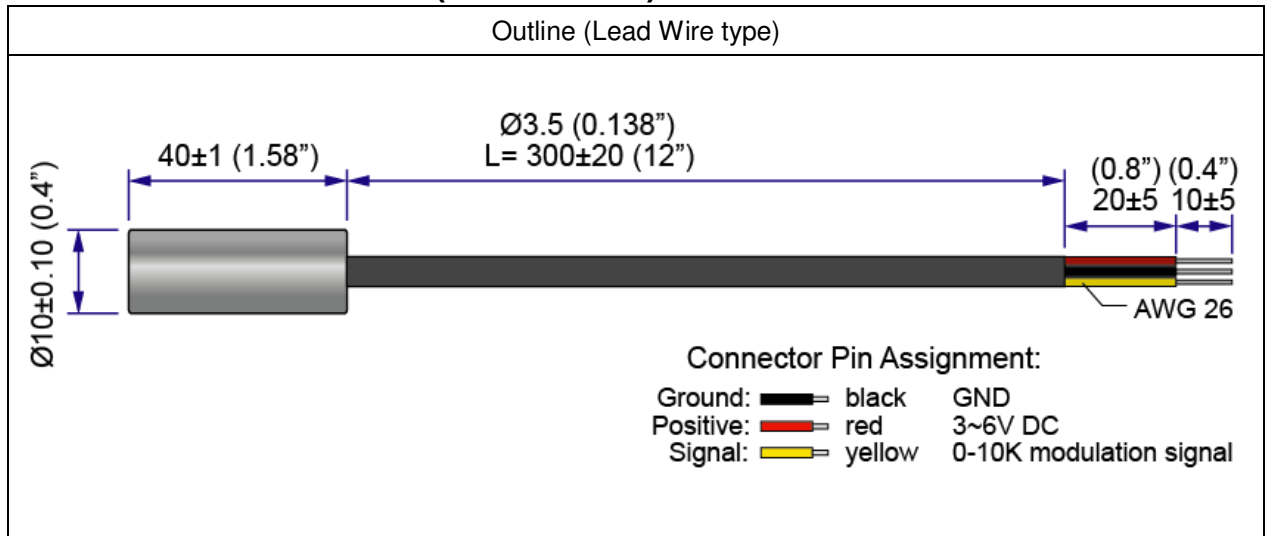 Outline (Lead Wire type)
Ø3.5 (0.138”)
40±1 (1.58”)
L= 300±20 (12”)
(0.8”) (0.4”)
20±5 10±5
Ø10±0.10 (0.4”)
AWG 26
Connector Pin Assignment:
Ground: black GND
Positive: red 3~6V DC
Signal: yellow 0-10K modulation signal